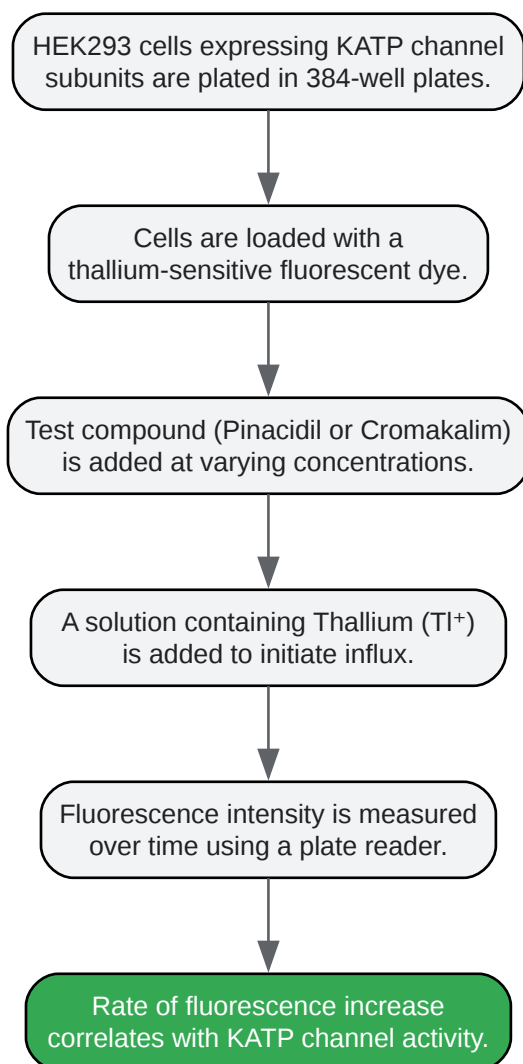 HEK293 cells expressing KATP channel
subunits are plated in 384-well plates.
Cells are loaded with a
thallium-sensitive fluorescent dye.
Test compound (Pinacidil or Cromakalim)
is added at varying concentrations.
A solution containing Thallium (Tl⁺)
is added to initiate influx.
Fluorescence intensity is measured
over time using a plate reader.
Rate of fluorescence increase
correlates with KATP channel activity.